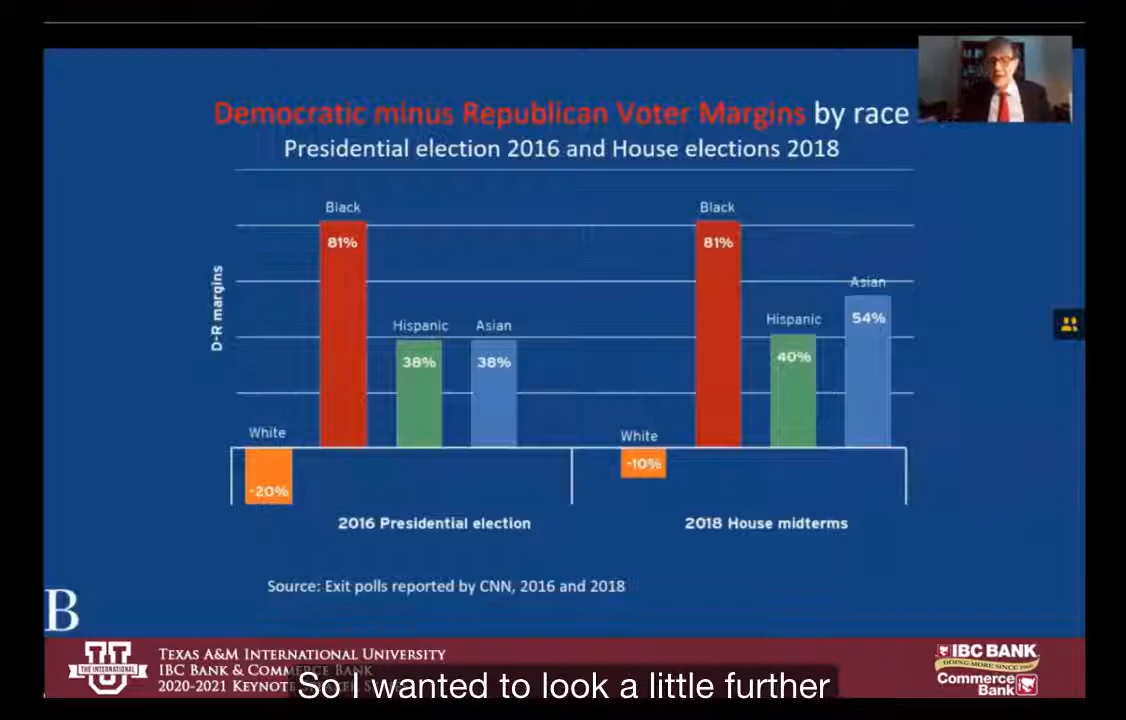 Democratic minus Republican Voter Margins by race
Presidential election 2016 and House elections 2018
D-R margins
White
-20%
Black
81%
Hispanic
38%
Asian
38%
White
-10%
Black
81%
Hispanic
40%
Asian
54%
2016 Presidential election
2018 House midterms
Source: Exit polls reported by CNN, 2016 and 2018
B
U
THE INTERNATIONAL
TEXAS A&M INTERNATIONAL UNIVERSITY
IBC BANK & COMMERCE BANK
2020-2021 KEYNOTE
IBC BANK
DOING MORE SINCE 1966
Commerce
Bank
So I wanted to look a little further